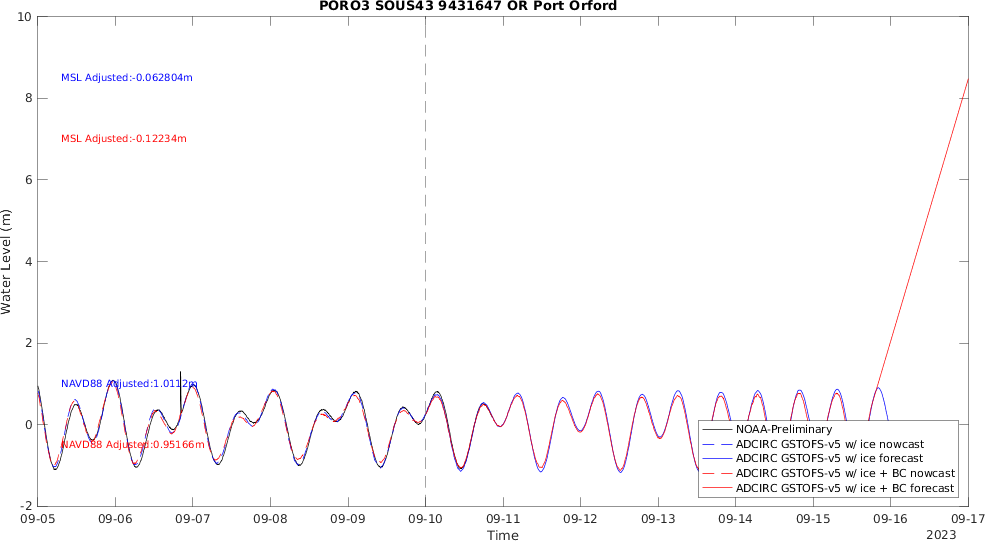 PORO3 SOUS43 9431647 OR Port Orford
10
8
6
4
2
0
-2
Water Level (m)
MSL Adjusted:-0.062804m
MSL Adjusted:-0.12234m
NAVD88 Adjusted:1.0112m
NAVD88 Adjusted:0.95166m
NOAA-Preliminary
ADCIRC GSTOFS-v5 w/ ice nowcast
ADCIRC GSTOFS-v5 w/ ice forecast
ADCIRC GSTOFS-v5 w/ ice + BC nowcast
ADCIRC GSTOFS-v5 w/ ice + BC forecast
09-05 09-06 09-07 09-08 09-09 09-10 09-11 09-12 09-13 09-14 09-15 09-16 09-17
Time
2023